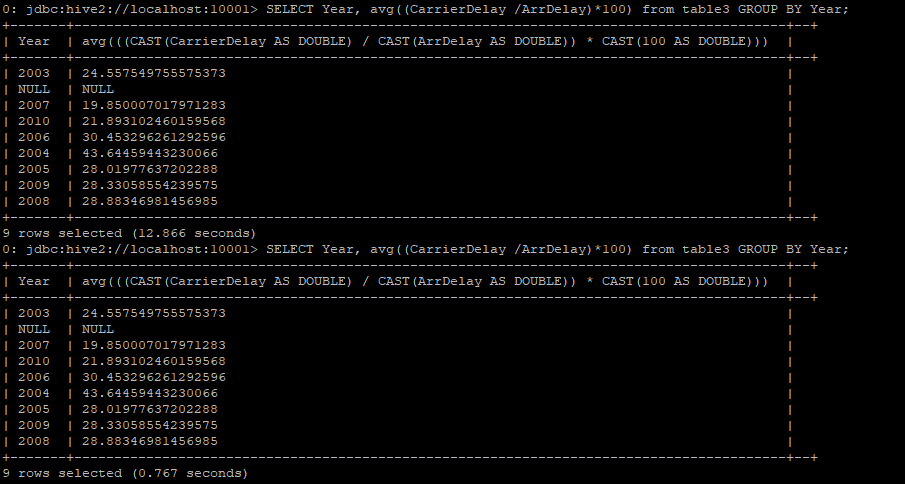 0: jdbc:hive2://localhost:10001> SELECT Year, avg((CarrierDelay /ArrDelay)*100) from table3 GROUP BY Year;
+-------+----------------------------------------------------------------------------------------+--+
| Year  | avg(((CAST(CarrierDelay AS DOUBLE) / CAST(ArrDelay AS DOUBLE)) * CAST(100 AS DOUBLE)))  |
+-------+----------------------------------------------------------------------------------------+--+
| 2003  | 24.557549755575373 |
| NULL  | NULL |
| 2007  | 19.850007017971283 |
| 2010  | 21.893102460159568 |
| 2006  | 30.453296261292596 |
| 2004  | 43.64459443230066 |
| 2005  | 28.01977637202288 |
| 2009  | 28.33058554239575 |
| 2008  | 28.88346981456985 |
+-------+----------------------------------------------------------------------------------------+--+
9 rows selected (12.866 seconds)
0: jdbc:hive2://localhost:10001> SELECT Year, avg((CarrierDelay /ArrDelay)*100) from table3 GROUP BY Year;
+-------+----------------------------------------------------------------------------------------+--+
| Year  | avg(((CAST(CarrierDelay AS DOUBLE) / CAST(ArrDelay AS DOUBLE)) * CAST(100 AS DOUBLE)))  |
+-------+----------------------------------------------------------------------------------------+--+
| 2003  | 24.557549755575373 |
| NULL  | NULL |
| 2007  | 19.850007017971283 |
| 2010  | 21.893102460159568 |
| 2006  | 30.453296261292596 |
| 2004  | 43.64459443230066 |
| 2005  | 28.01977637202288 |
| 2009  | 28.33058554239575 |
| 2008  | 28.88346981456985 |
+-------+----------------------------------------------------------------------------------------+--+
9 rows selected (0.767 seconds)